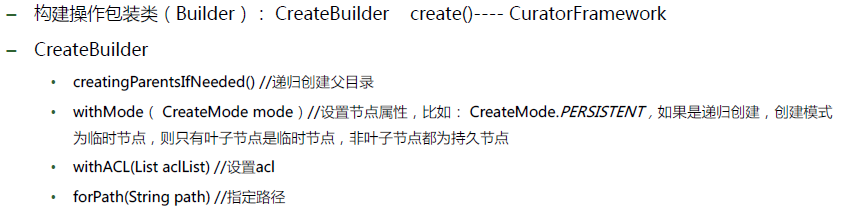 – 构建操作包装类（Builder）： CreateBuilder create()---- CuratorFramework
– CreateBuilder
• creatingParentsIfNeeded() //递归创建父目录
• withMode（ CreateMode mode）//设置节点属性，比如： CreateMode.PERSISTENT，如果是递归创建，创建模式
为临时节点，则只有叶子节点是临时节点，非叶子节点都为持久节点
• withACL(List aclList) //设置acl
• forPath(String path) //指定路径